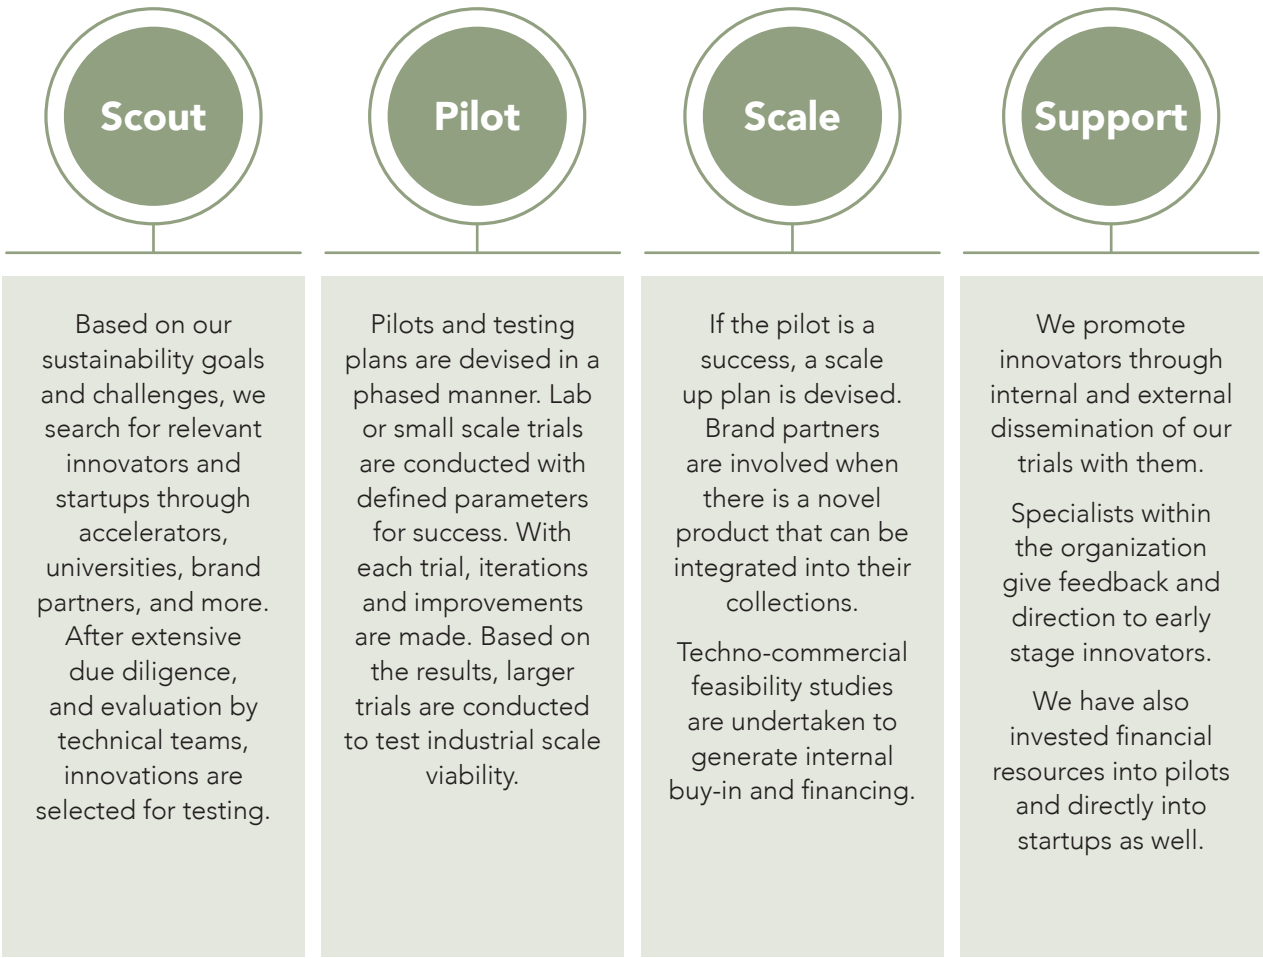 Scout
Based on our
sustainability goals
and challenges, we
search for relevant
innovators and
startups through
accelerators,
universities, brand
partners, and more.
After extensive
due diligence,
and evaluation by
technical teams,
innovations are
selected for testing.
Pilot
Pilots and testing
plans are devised in a
phased manner. Lab
or small scale trials
are conducted with
defined parameters
for success. With
each trial, iterations
and improvements
are made. Based on
the results, larger
trials are conducted
to test industrial scale
viability.
Scale
If the pilot is a
success, a scale
up plan is devised.
Brand partners
are involved when
there is a novel
product that can be
integrated into their
collections.
Techno-commercial
feasibility studies
are undertaken to
generate internal
buy-in and financing.
Support
We promote
innovators through
internal and external
dissemination of our
trials with them.
Specialists within
the organization
give feedback and
direction to early
stage innovators.
We have also
invested financial
resources into pilots
and directly into
startups as well.